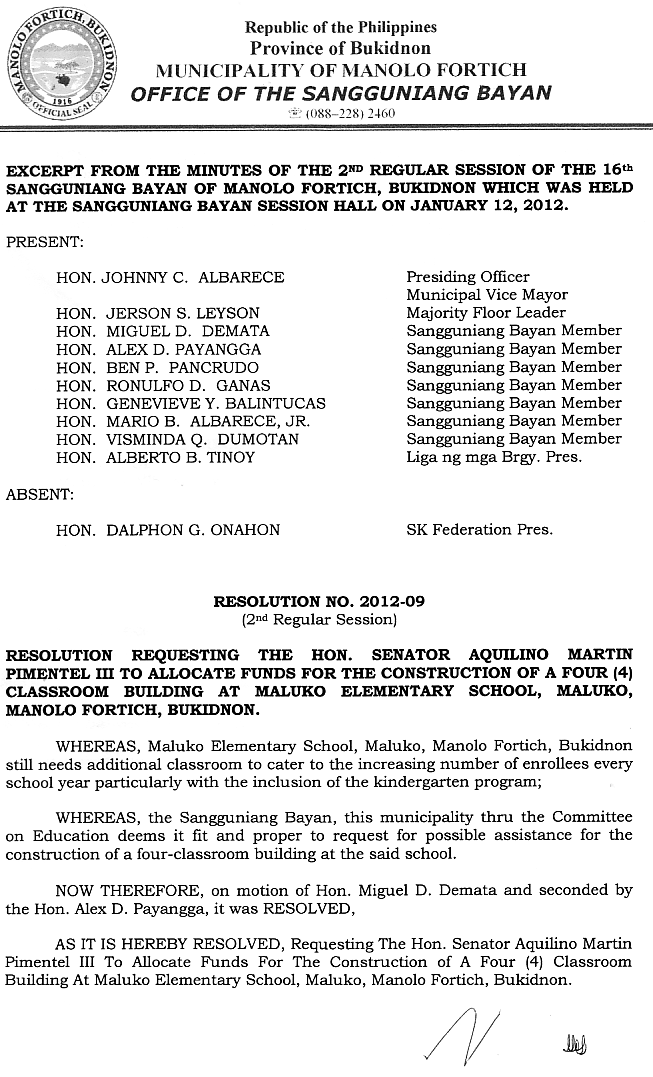 MANOLO FORTICH, BUKIDNON
1916
OFFICIAL SEAL
Republic of the Philippines
Province of Bukidnon
MUNICIPALITY OF MANOLO FORTICH
OFFICE OF THE SANGGUNIANG BAYAN
☏ (088–228) 2460
EXCERPT FROM THE MINUTES OF THE 2ND REGULAR SESSION OF THE 16th
SANGGUNIANG BAYAN OF MANOLO FORTICH, BUKIDNON WHICH WAS HELD
AT THE SANGGUNIANG BAYAN SESSION HALL ON JANUARY 12, 2012.
PRESENT:
HON. JOHNNY C. ALBARECE Presiding Officer
Municipal Vice Mayor
HON. JERSON S. LEYSON Majority Floor Leader
HON. MIGUEL D. DEMATA Sangguniang Bayan Member
HON. ALEX D. PAYANGGA Sangguniang Bayan Member
HON. BEN P. PANCRUDO Sangguniang Bayan Member
HON. RONULFO D. GANAS Sangguniang Bayan Member
HON. GENEVIEVE Y. BALINTUCAS Sangguniang Bayan Member
HON. MARIO B. ALBARECE, JR. Sangguniang Bayan Member
HON. VISMINDA Q. DUMOTAN Sangguniang Bayan Member
HON. ALBERTO B. TINOY Liga ng mga Brgy. Pres.
ABSENT:
HON. DALPHON G. ONAHON SK Federation Pres.
RESOLUTION NO. 2012-09
(2nd Regular Session)
RESOLUTION REQUESTING THE HON. SENATOR AQUILINO MARTIN
PIMENTEL III TO ALLOCATE FUNDS FOR THE CONSTRUCTION OF A FOUR (4)
CLASSROOM BUILDING AT MALUKO ELEMENTARY SCHOOL, MALUKO,
MANOLO FORTICH, BUKIDNON.
WHEREAS, Maluko Elementary School, Maluko, Manolo Fortich, Bukidnon
still needs additional classroom to cater to the increasing number of enrollees every
school year particularly with the inclusion of the kindergarten program;
WHEREAS, the Sangguniang Bayan, this municipality thru the Committee
on Education deems it fit and proper to request for possible assistance for the
construction of a four-classroom building at the said school.
NOW THEREFORE, on motion of Hon. Miguel D. Demata and seconded by
the Hon. Alex D. Payangga, it was RESOLVED,
AS IT IS HEREBY RESOLVED, Requesting The Hon. Senator Aquilino Martin
Pimentel III To Allocate Funds For The Construction of A Four (4) Classroom
Building At Maluko Elementary School, Maluko, Manolo Fortich, Bukidnon.